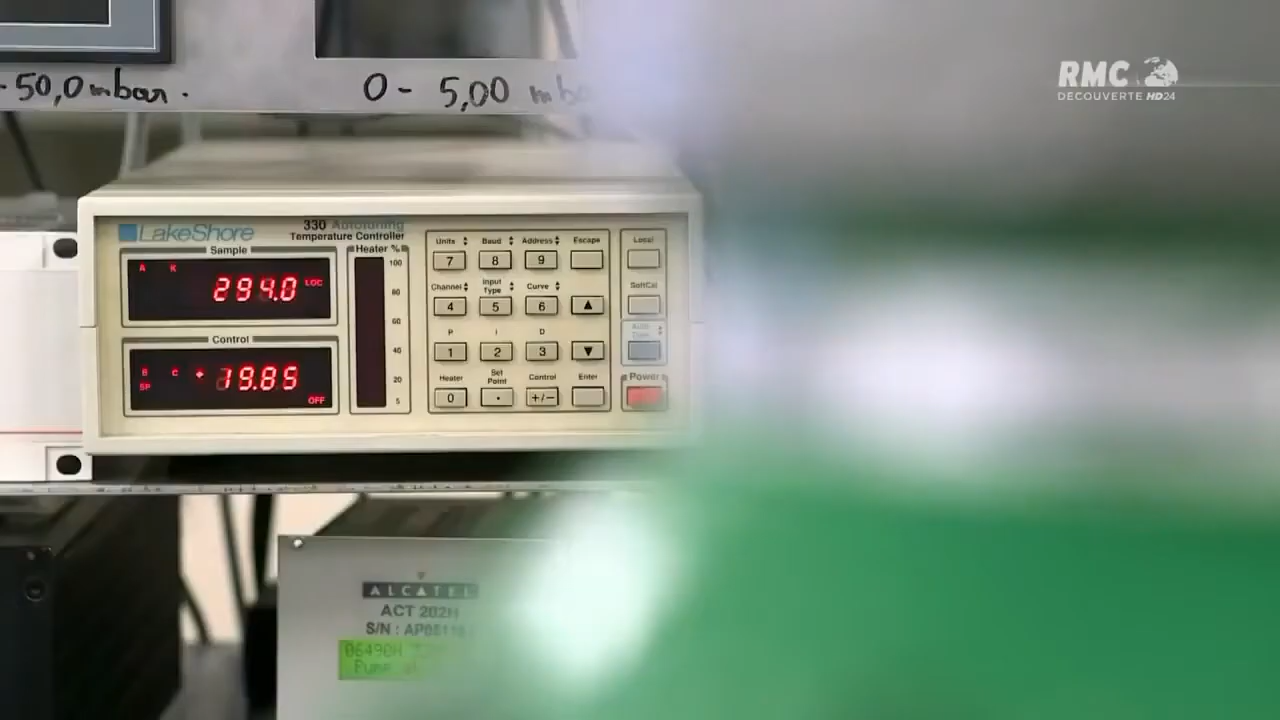 - 50,0 mbar.
0 - 5,00
RMC
DECOUVERTE HD24
LakeShore
330 Autotuning
Temperature Controller
Sample
A K
294.0 LOC
Control
B C + 19.85
SP
OFF
Heater %
100
80
60
40
20
5
Units Baud Address Escape
7 8 9
Channel Input Type Curve
4 5 6
P I D
1 2 3
Heater Set Point Control Enter
0 . +/-
Local
SoftCal
Auto Tune
Power
ALCATEL
ACT 202H
S/N :
06490H